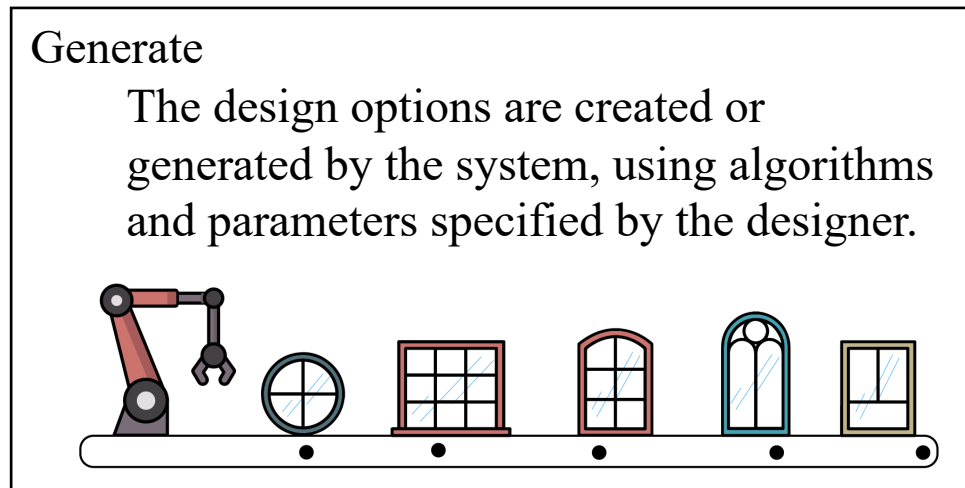 Generate
The design options are created or
generated by the system, using algorithms
and parameters specified by the designer.